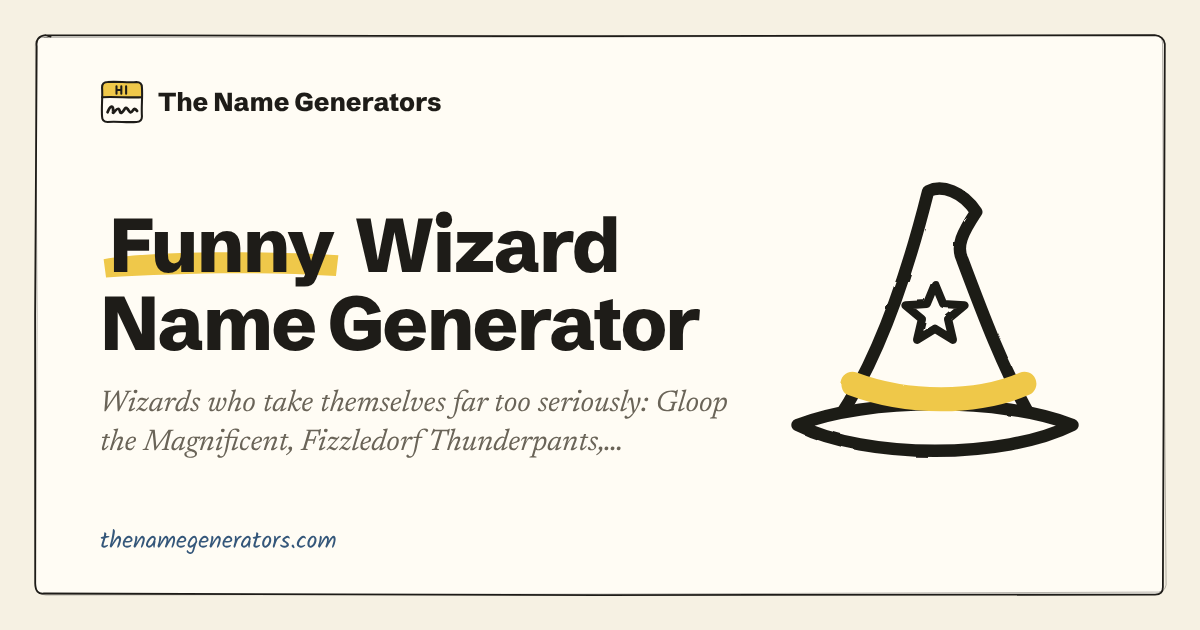 HI
The Name Generators
Funny Wizard
Name Generator
Wizards who take themselves far too seriously: Gloop
the Magnificent, Fizzledorf Thunderpants,...
thenamegenerators.com